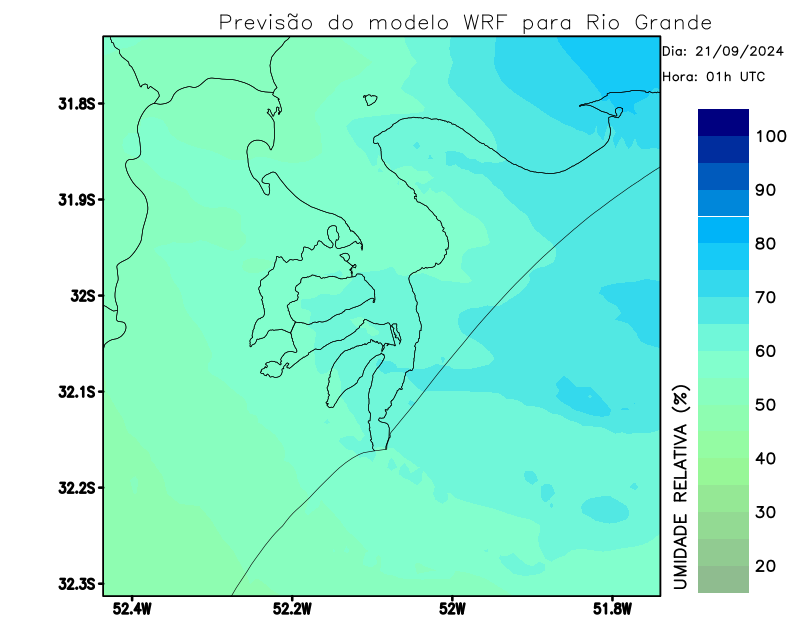 Previsão do modelo WRF para Rio Grande
Dia: 21/09/2024
Hora: 01h UTC
31.8S
31.9S
32S
32.1S
32.2S
32.3S
52.4W
52.2W
52W
51.8W
100
90
80
70
60
50
40
30
20
UMIDADE RELATIVA (%)